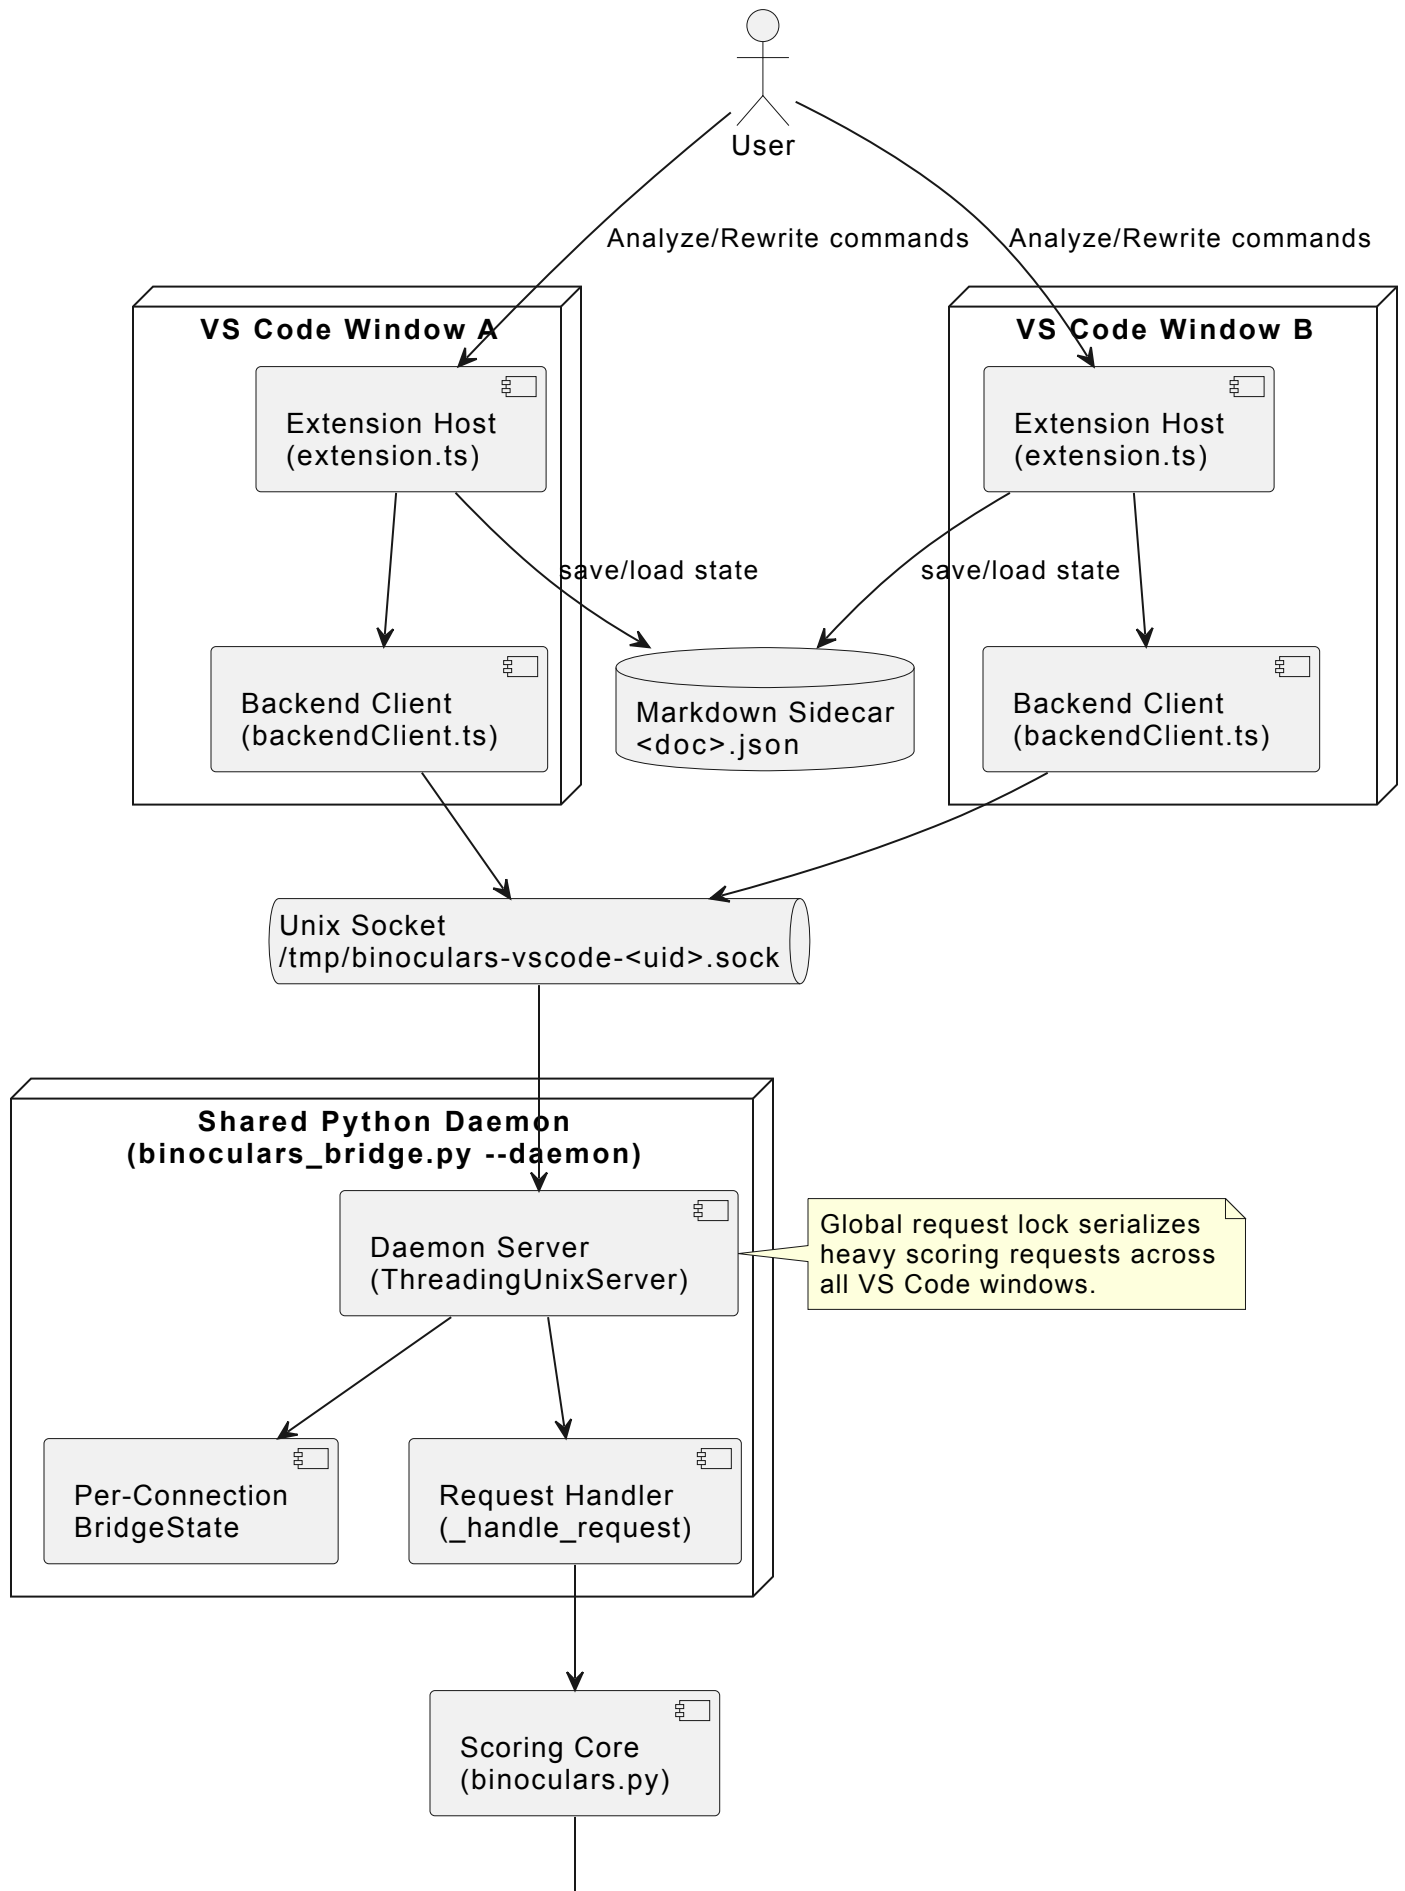 User
Analyze/Rewrite commands
Analyze/Rewrite commands
VS Code Window A
VS Code Window B
Extension Host
(extension.ts)
Extension Host
(extension.ts)
save/load state
save/load state
Backend Client
(backendClient.ts)
Markdown Sidecar
<doc>.json
Backend Client
(backendClient.ts)
Unix Socket
/tmp/binoculars-vscode-<uid>.sock
Shared Python Daemon
(binoculars_bridge.py --daemon)
Daemon Server
(ThreadingUnixServer)
Global request lock serializes
heavy scoring requests across
all VS Code windows.
Per-Connection
BridgeState
Request Handler
(_handle_request)
Scoring Core
(binoculars.py)